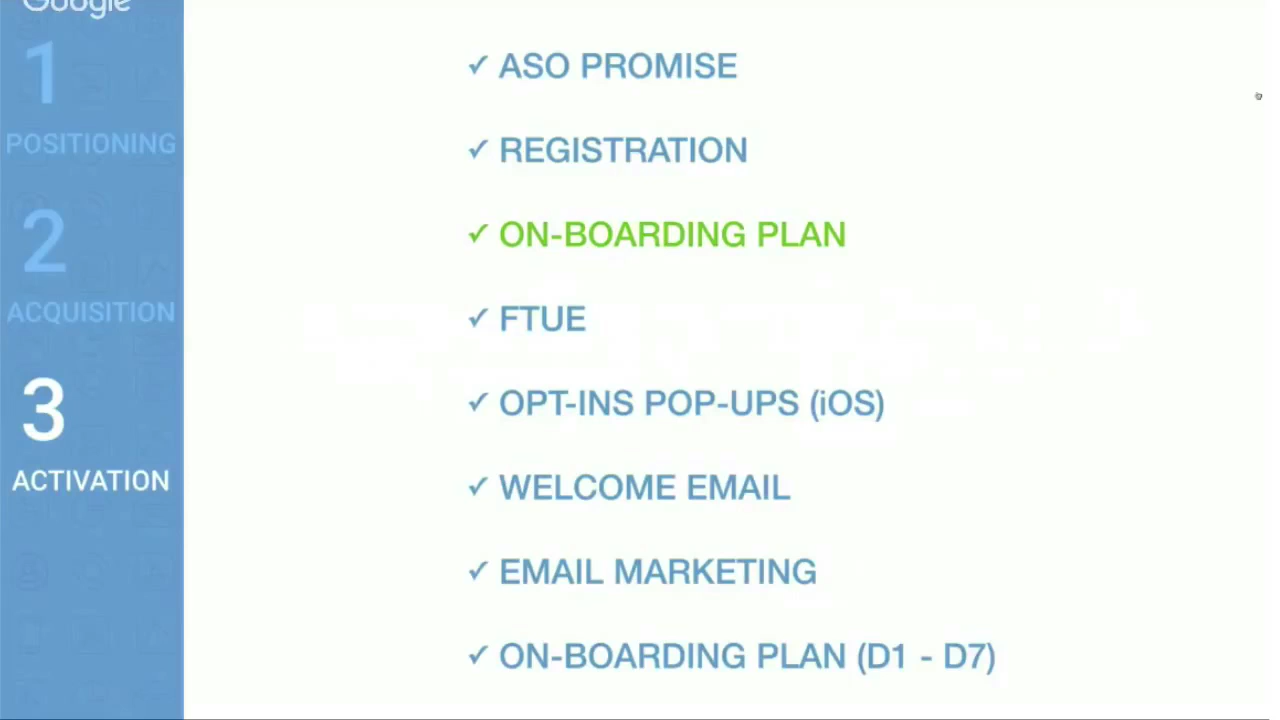 Google
1
POSITIONING
2
ACQUISITION
3
ACTIVATION
✓ ASO PROMISE
✓ REGISTRATION
✓ ON-BOARDING PLAN
✓ FTUE
✓ OPT-INS POP-UPS (iOS)
✓ WELCOME EMAIL
✓ EMAIL MARKETING
✓ ON-BOARDING PLAN (D1 - D7)